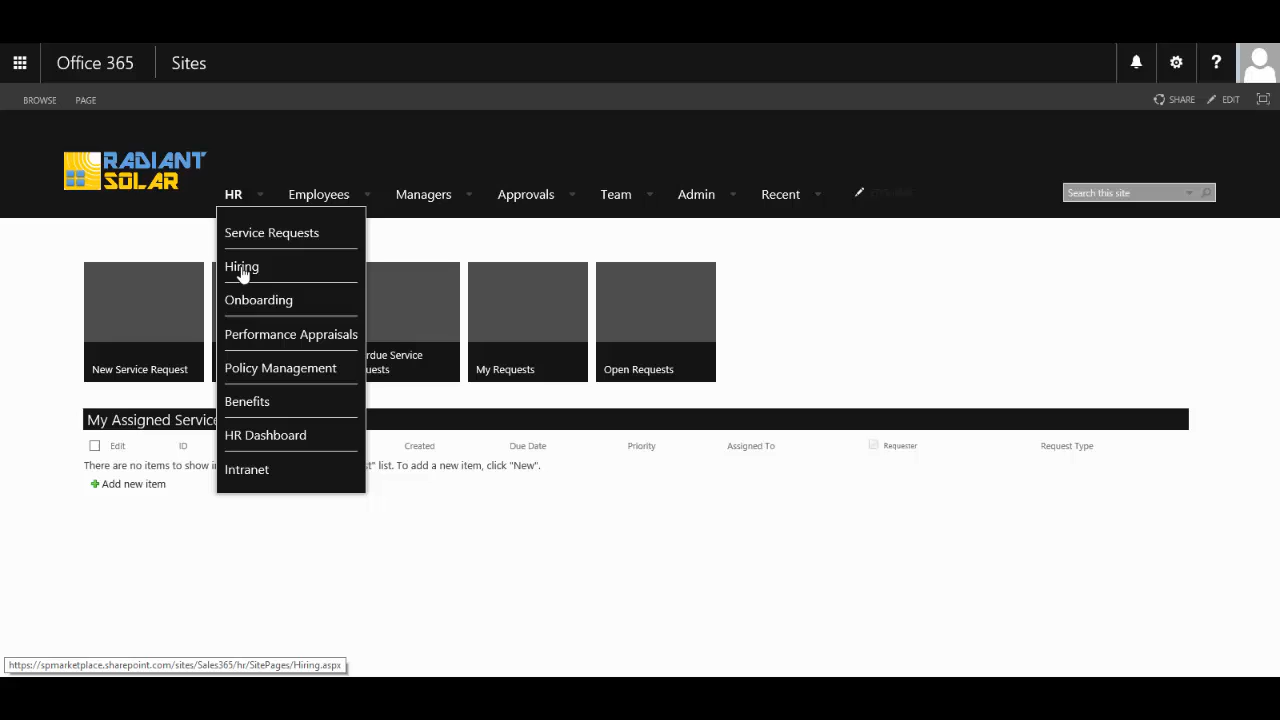 Office 365
Sites
BROWSE
PAGE
SHARE
EDIT
RADIANT
SOLAR
HR
Employees
Managers
Approvals
Team
Admin
Recent
Search this site
Service Requests
Hiring
Onboarding
Performance Appraisals
Policy Management
Benefits
HR Dashboard
Intranet
New Service Request
rdue Service
uests
My Requests
Open Requests
My Assigned Servic
Edit
ID
Created
Due Date
Priority
Assigned To
Requester
Request Type
There are no items to show i
st" list. To add a new item, click "New".
Add new item
https://spmarketplace.sharepoint.com/sites/Sales365/hr/SitePages/Hiring.aspx